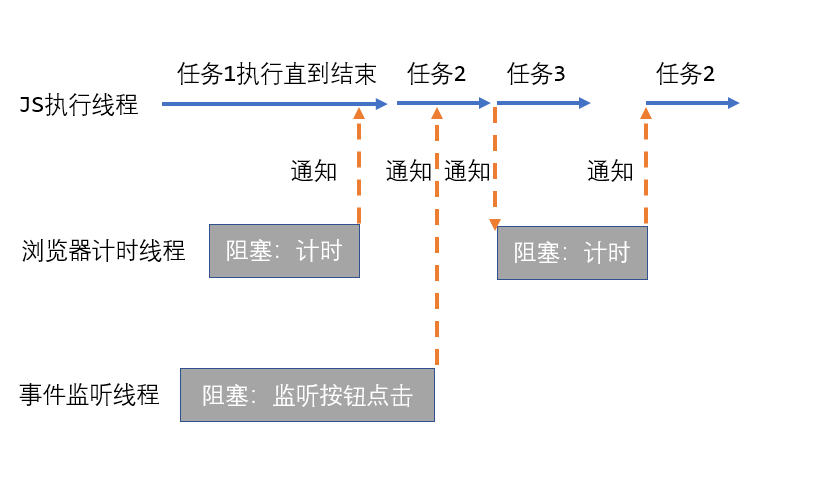 任务1执行直到结束
任务2
任务3
任务2
JS执行线程
通知
通知
通知
通知
浏览器计时线程
阻塞：计时
阻塞：计时
事件监听线程
阻塞：监听按钮点击